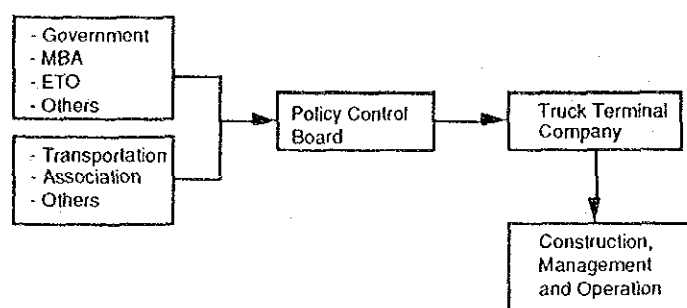 - Government
- MBA
- ETO
- Others
- Transportation
- Association
- Others
Policy Control
Board
Truck Terminal
Company
Construction,
Management
and Operation